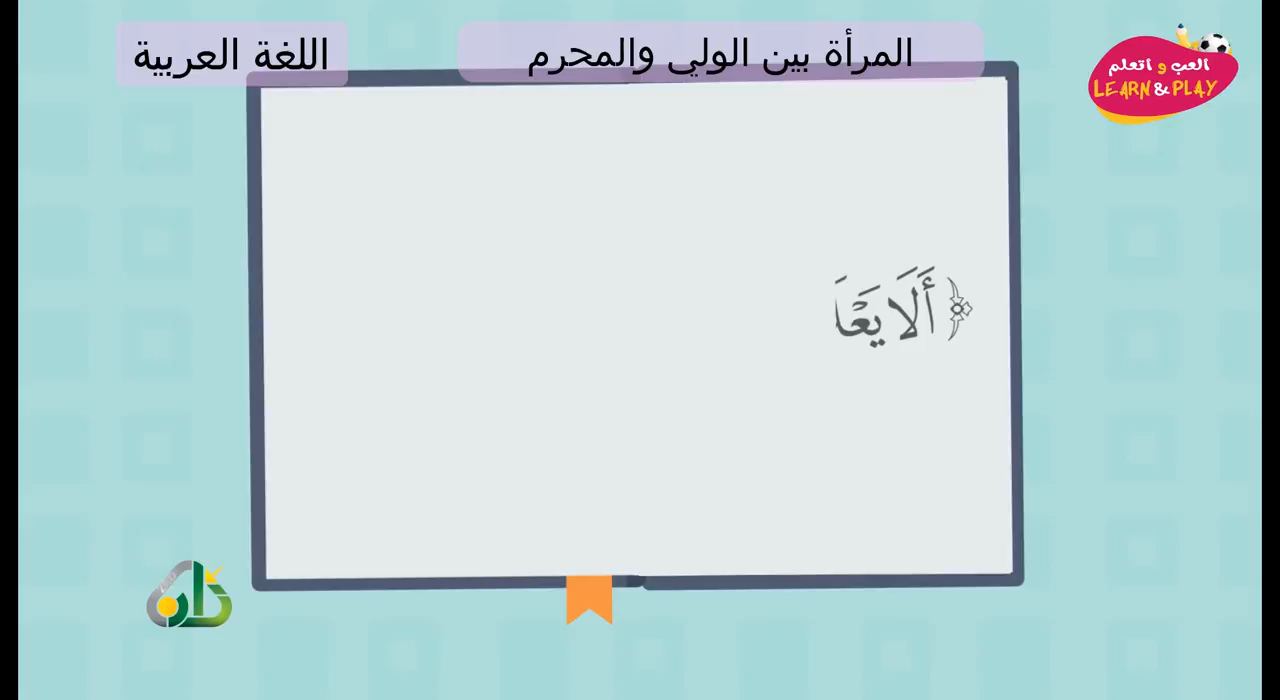 اللغة العربية
المرأة بين الولي والمحرم
العب و اتعلم
LEARN & PLAY
﴿ أَلَا